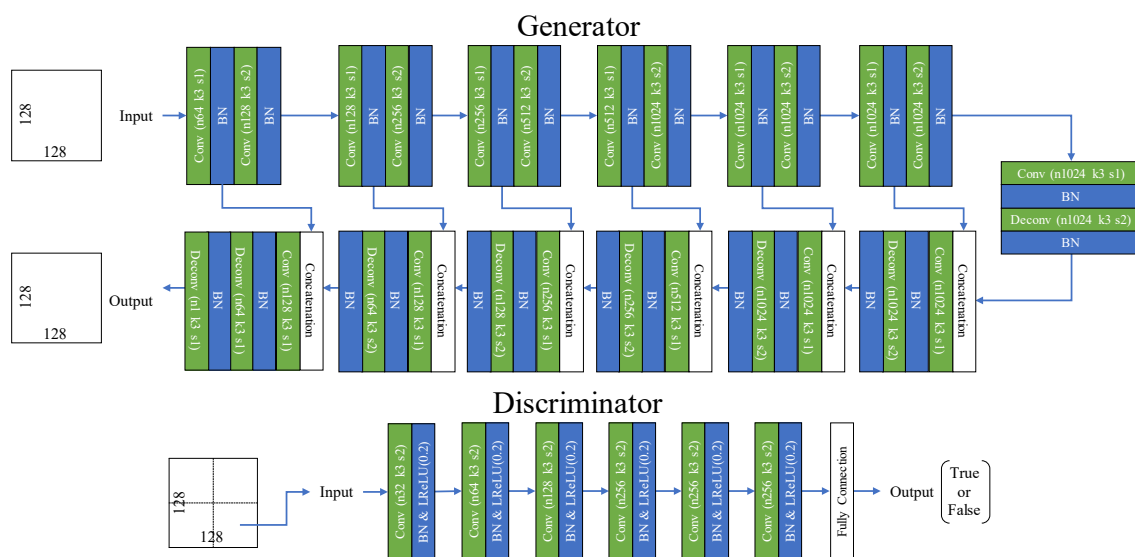 Generator
128
128
Input
Conv (n64 k3 s1)
BN
Conv (n128 k3 s2)
BN
Conv (n128 k3 s1)
BN
Conv (n256 k3 s2)
BN
Conv (n256 k3 s1)
BN
Conv (n512 k3 s2)
BN
Conv (n512 k3 s1)
BN
Conv (n1024 k3 s2)
BN
Conv (n1024 k3 s1)
BN
Conv (n1024 k3 s2)
BN
Conv (n1024 k3 s1)
BN
Conv (n1024 k3 s2)
BN
Conv (n1024 k3 s1)
BN
Deconv (n1024 k3 s2)
BN
128
128
Output
Deconv (n1 k3 s1)
BN
Deconv (n64 k3 s1)
BN
Conv (n128 k3 s1)
Concatenation
BN
Deconv (n64 k3 s2)
BN
Conv (n128 k3 s1)
Concatenation
BN
Deconv (n128 k3 s2)
BN
Conv (n256 k3 s1)
Concatenation
BN
Deconv (n256 k3 s2)
BN
Conv (n512 k3 s1)
Concatenation
BN
Deconv (n1024 k3 s2)
BN
Conv (n1024 k3 s1)
Concatenation
BN
Deconv (n1024 k3 s2)
BN
Conv (n1024 k3 s1)
Concatenation
Discriminator
128
128
Input
Conv (n32 k3 s2)
BN & LReLU(0.2)
Conv (n64 k3 s2)
BN & LReLU(0.2)
Conv (n128 k3 s2)
BN & LReLU(0.2)
Conv (n256 k3 s2)
BN & LReLU(0.2)
Conv (n256 k3 s2)
BN & LReLU(0.2)
Conv (n256 k3 s2)
BN & LReLU(0.2)
Fully Connection
Output
True
or
False